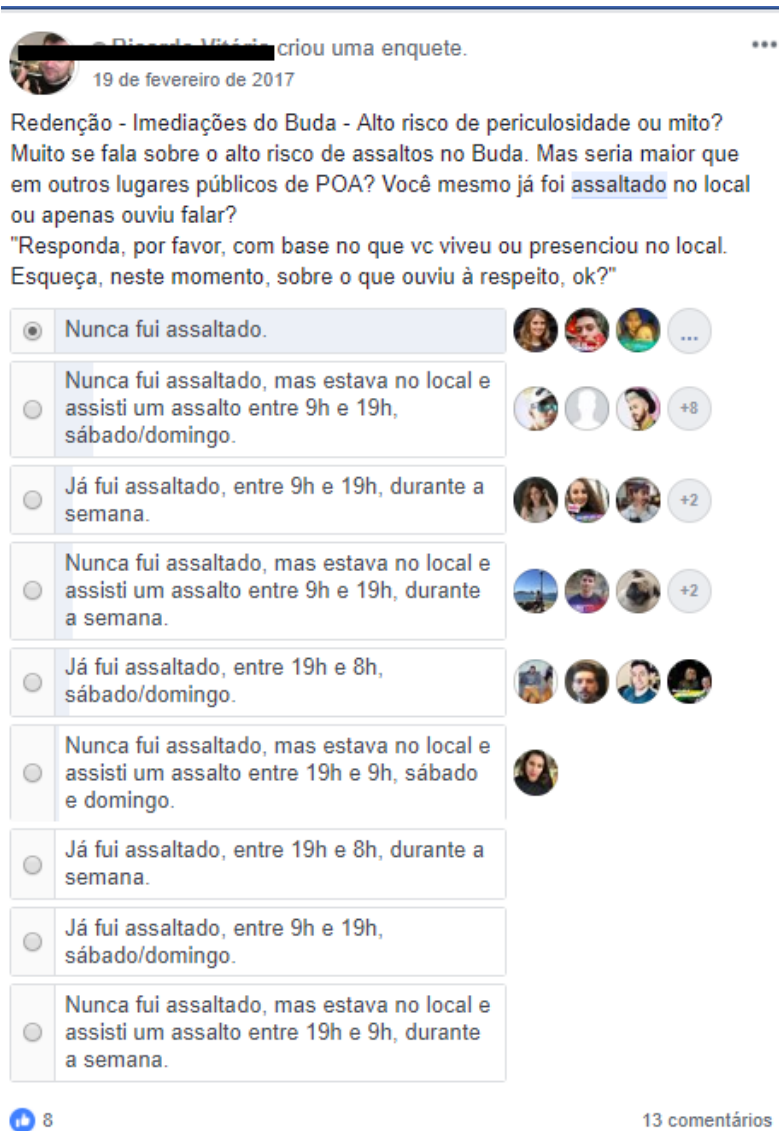 criou uma enquete.
19 de fevereiro de 2017
Redenção - Imediações do Buda - Alto risco de periculosidade ou mito?
Muito se fala sobre o alto risco de assaltos no Buda. Mas seria maior que
em outros lugares públicos de POA? Você mesmo já foi assaltado no local
ou apenas ouviu falar?
"Responda, por favor, com base no que vc viveu ou presenciou no local.
Esqueça, neste momento, sobre o que ouviu à respeito, ok?"
Nunca fui assaltado.
...
Nunca fui assaltado, mas estava no local e
assisti um assalto entre 9h e 19h,
sábado/domingo.
+8
Já fui assaltado, entre 9h e 19h, durante a
semana.
+2
Nunca fui assaltado, mas estava no local e
assisti um assalto entre 9h e 19h, durante
a semana.
+2
Já fui assaltado, entre 19h e 8h,
sábado/domingo.
Nunca fui assaltado, mas estava no local e
assisti um assalto entre 19h e 9h, sábado
e domingo.
Já fui assaltado, entre 19h e 8h, durante a
semana.
Já fui assaltado, entre 9h e 19h,
sábado/domingo.
Nunca fui assaltado, mas estava no local e
assisti um assalto entre 19h e 9h, durante
a semana.
8
13 comentários